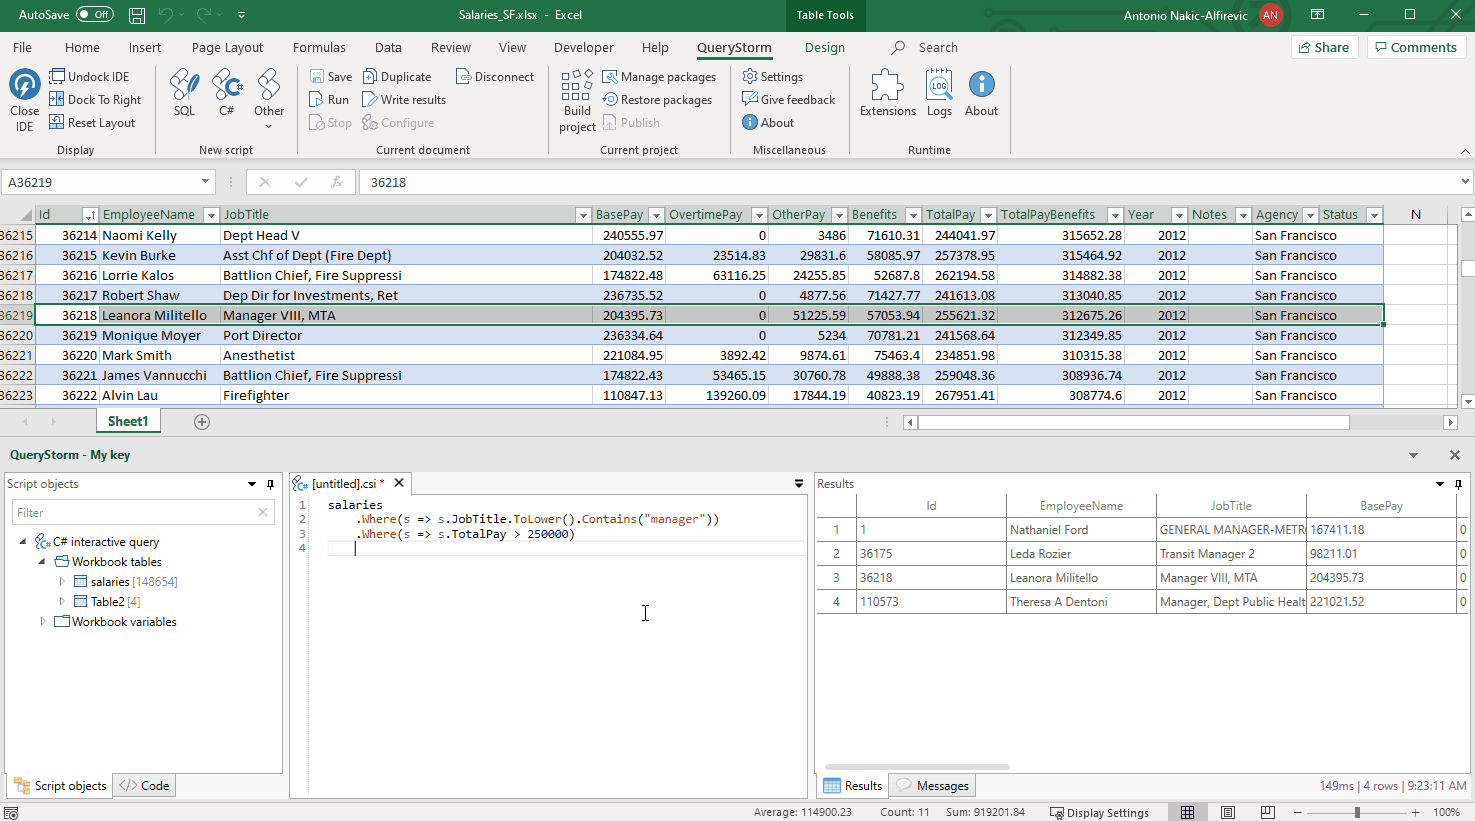 AutoSave Off Salaries_SF.xlsx - Excel Table Tools Antonio Nakic-Alfirevic AN
File Home Insert Page Layout Formulas Data Review View Developer Help QueryStorm Design Search Share Comments
Close IDE
Undock IDE
Dock To Right
Reset Layout
Display
SQL C# Other
New script
Save Duplicate Disconnect
Run Write results
Stop Configure
Current document
Build project
Manage packages
Restore packages
Publish
Current project
Settings
Give feedback
About
Miscellaneous
Extensions Logs About
LOG
Runtime
A36219 fx 36218
Id EmployeeName JobTitle BasePay OvertimePay OtherPay Benefits TotalPay TotalPayBenefits Year Notes Agency Status N
36215 36214 Naomi Kelly Dept Head V 240555.97 0 3486 71610.31 244041.97 315652.28 2012 San Francisco
36216 36215 Kevin Burke Asst Chf of Dept (Fire Dept) 204032.52 23514.83 29831.6 58085.97 257378.95 315464.92 2012 San Francisco
36217 36216 Lorrie Kalos Battlion Chief, Fire Suppressi 174822.48 63116.25 24255.85 52687.8 262194.58 314882.38 2012 San Francisco
36218 36217 Robert Shaw Dep Dir for Investments, Ret 236735.52 0 4877.56 71427.77 241613.08 313040.85 2012 San Francisco
36219 36218 Leanora Militello Manager VIII, MTA 204395.73 0 51225.59 57053.94 255621.32 312675.26 2012 San Francisco
36220 36219 Monique Moyer Port Director 236334.64 0 5234 70781.21 241568.64 312349.85 2012 San Francisco
36221 36220 Mark Smith Anesthetist 221084.95 3892.42 9874.61 75463.4 234851.98 310315.38 2012 San Francisco
36222 36221 James Vannucchi Battlion Chief, Fire Suppressi 174822.43 53465.15 30760.78 49888.38 259048.36 308936.74 2012 San Francisco
36223 36222 Alvin Lau Firefighter 110847.13 139260.09 17844.19 40823.19 267951.41 308774.6 2012 San Francisco
Sheet1
QueryStorm - My key
Script objects
Filter
C# interactive query
Workbook tables
salaries [148654]
Table2 [4]
Workbook variables
Script objects Code
[untitled].csi *
1 salaries
2 .Where(s => s.JobTitle.ToLower().Contains("manager"))
3 .Where(s => s.TotalPay > 250000)
4
Results
Id EmployeeName JobTitle BasePay
1 1 Nathaniel Ford GENERAL MANAGER-METR 167411.18 0
2 36175 Leda Rozier Transit Manager 2 98211.01 0
3 36218 Leanora Militello Manager VIII, MTA 204395.73 0
4 110573 Theresa A Dentoni Manager, Dept Public Healt 221021.52 0
Results Messages 149ms | 4 rows | 9:23:11 AM
Average: 114900.23 Count: 11 Sum: 919201.84 Display Settings 100%